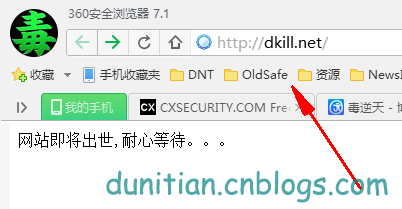 毒
360安全浏览器 7.1
http://dkill.net/
收藏 手机收藏夹 DNT OldSafe 资源 News
我的手机 CXSECURITY.COM Fre 毒逆天 - 博
网站即将出世,耐心等待。。。
dunitian.cnblogs.com